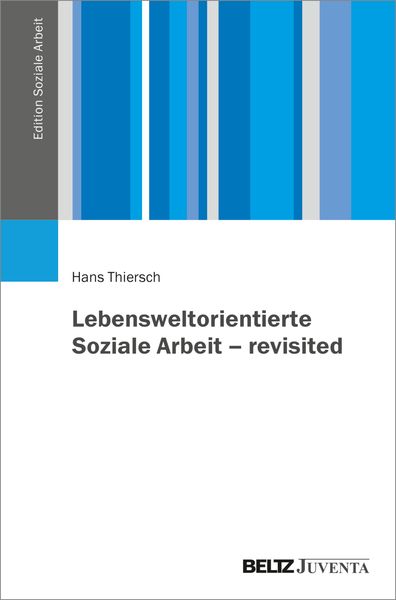 Edition Soziale Arbeit
Hans Thiersch
Lebensweltorientierte
Soziale Arbeit – revisited
BELTZ JUVENTA